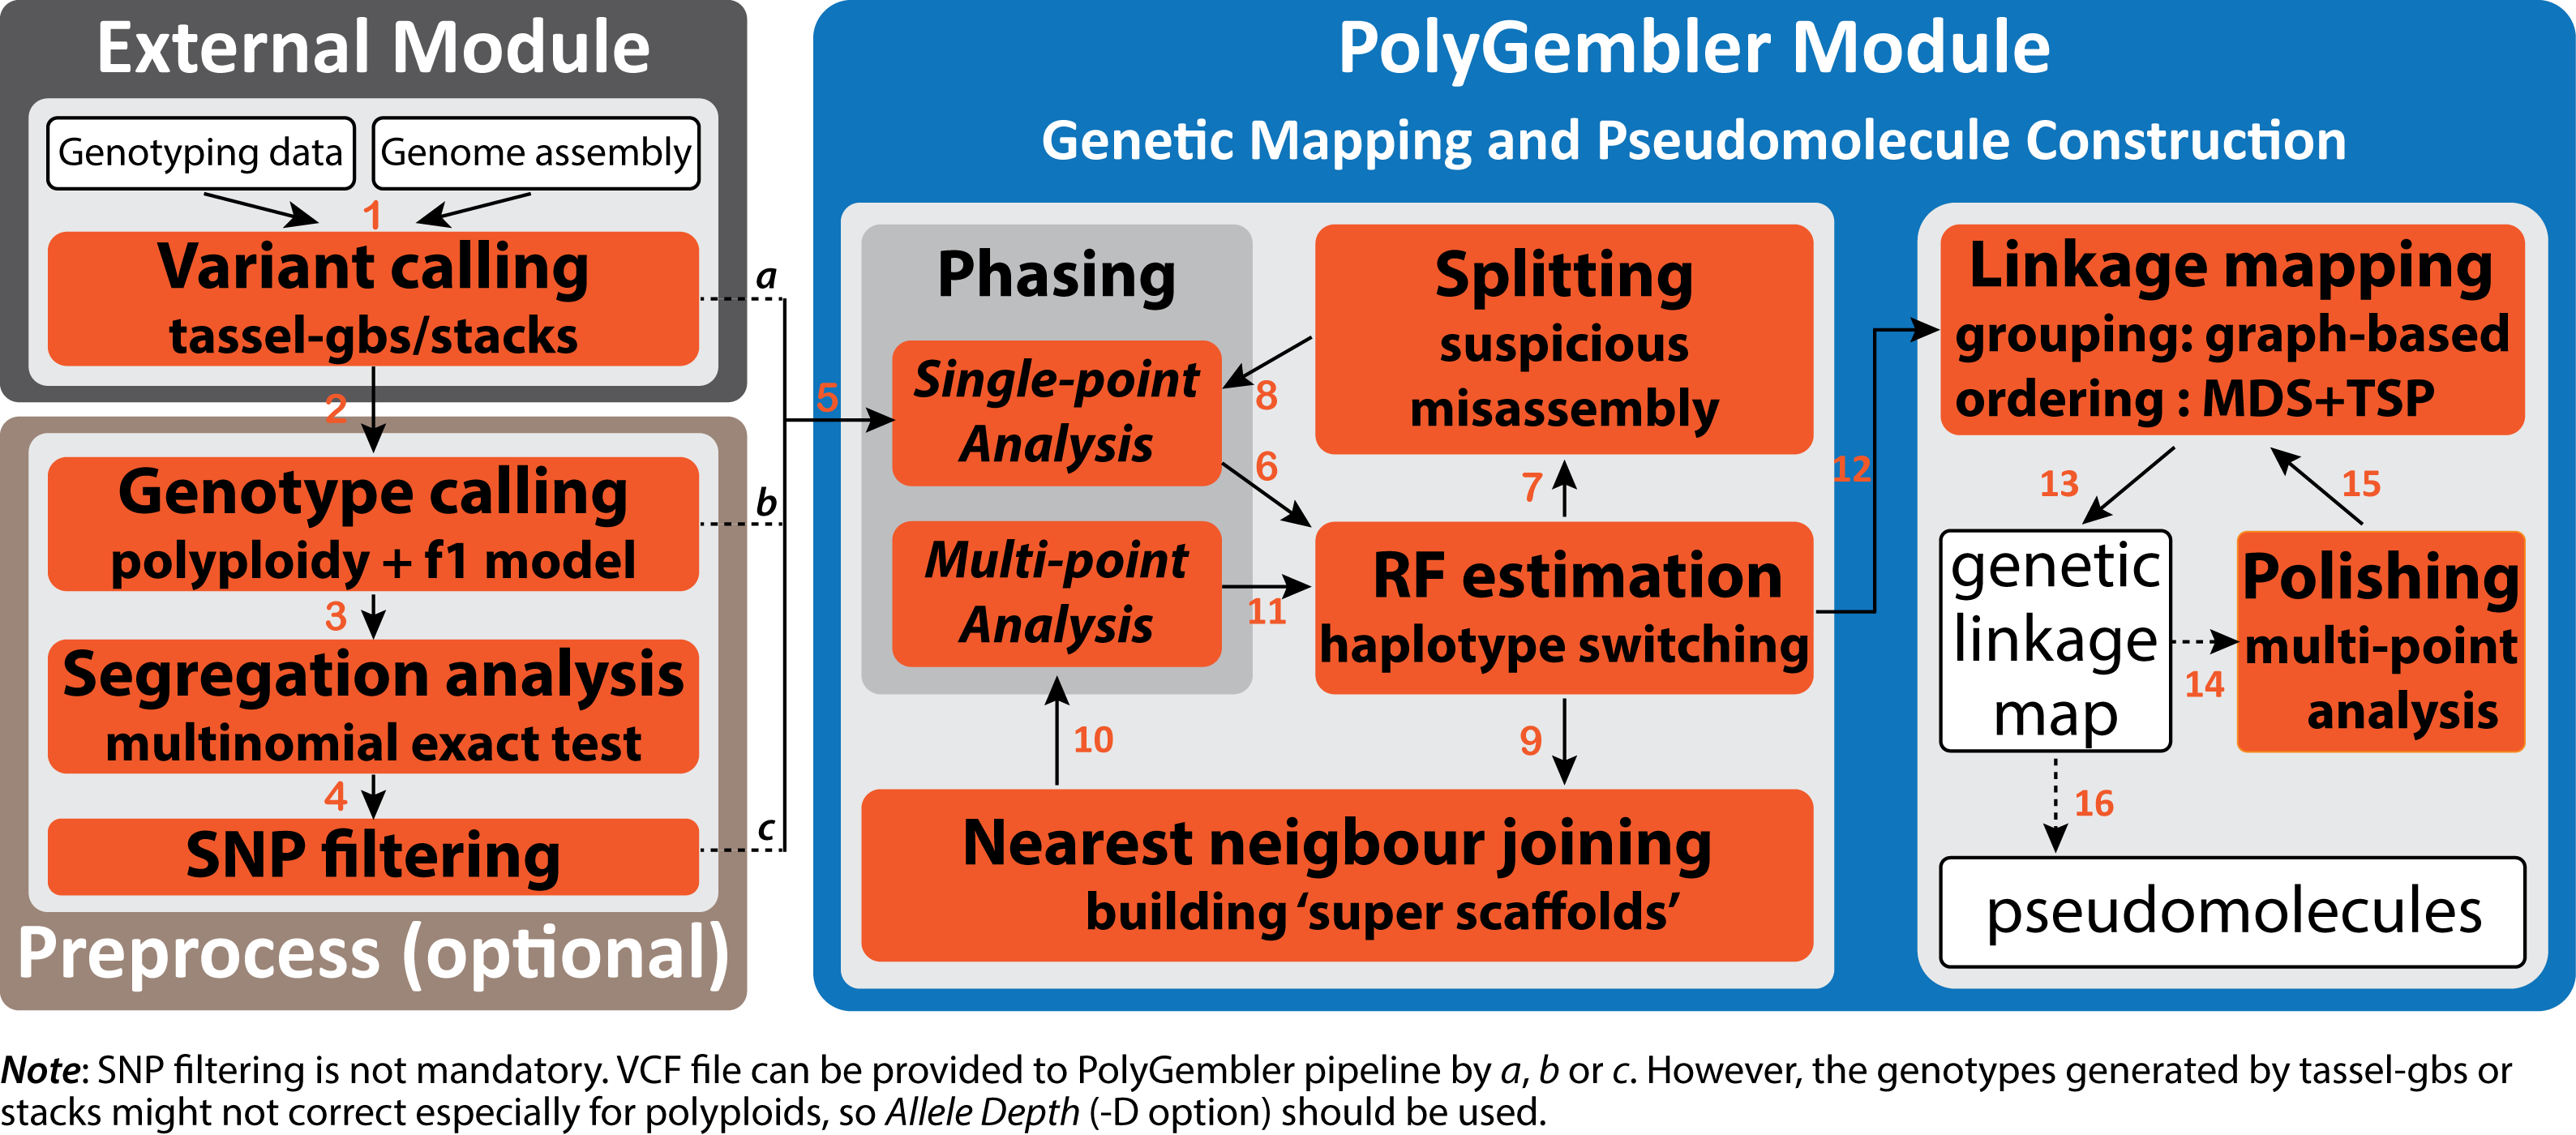 External Module
Genotyping data
Genome assembly
1
Variant calling
tassel-gbs/stacks
a
2
Genotype calling
polyploidy + f1 model
b
3
Segregation analysis
multinomial exact test
4
SNP filtering
c
Preprocess (optional)
PolyGembler Module
Genetic Mapping and Pseudomolecule Construction
5
Phasing
Single-point
Analysis
Multi-point
Analysis
8
6
11
Splitting
suspicious
misassembly
7
RF estimation
haplotype switching
10
9
Nearest neigbour joining
building ‘super scaffolds’
12
Linkage mapping
grouping: graph-based
ordering : MDS+TSP
13
15
genetic
linkage
map
14
Polishing
multi-point
analysis
16
pseudomolecules
Note: SNP filtering is not mandatory. VCF file can be provided to PolyGembler pipeline by a, b or c. However, the genotypes generated by tassel-gbs or
stacks might not correct especially for polyploids, so Allele Depth (-D option) should be used.